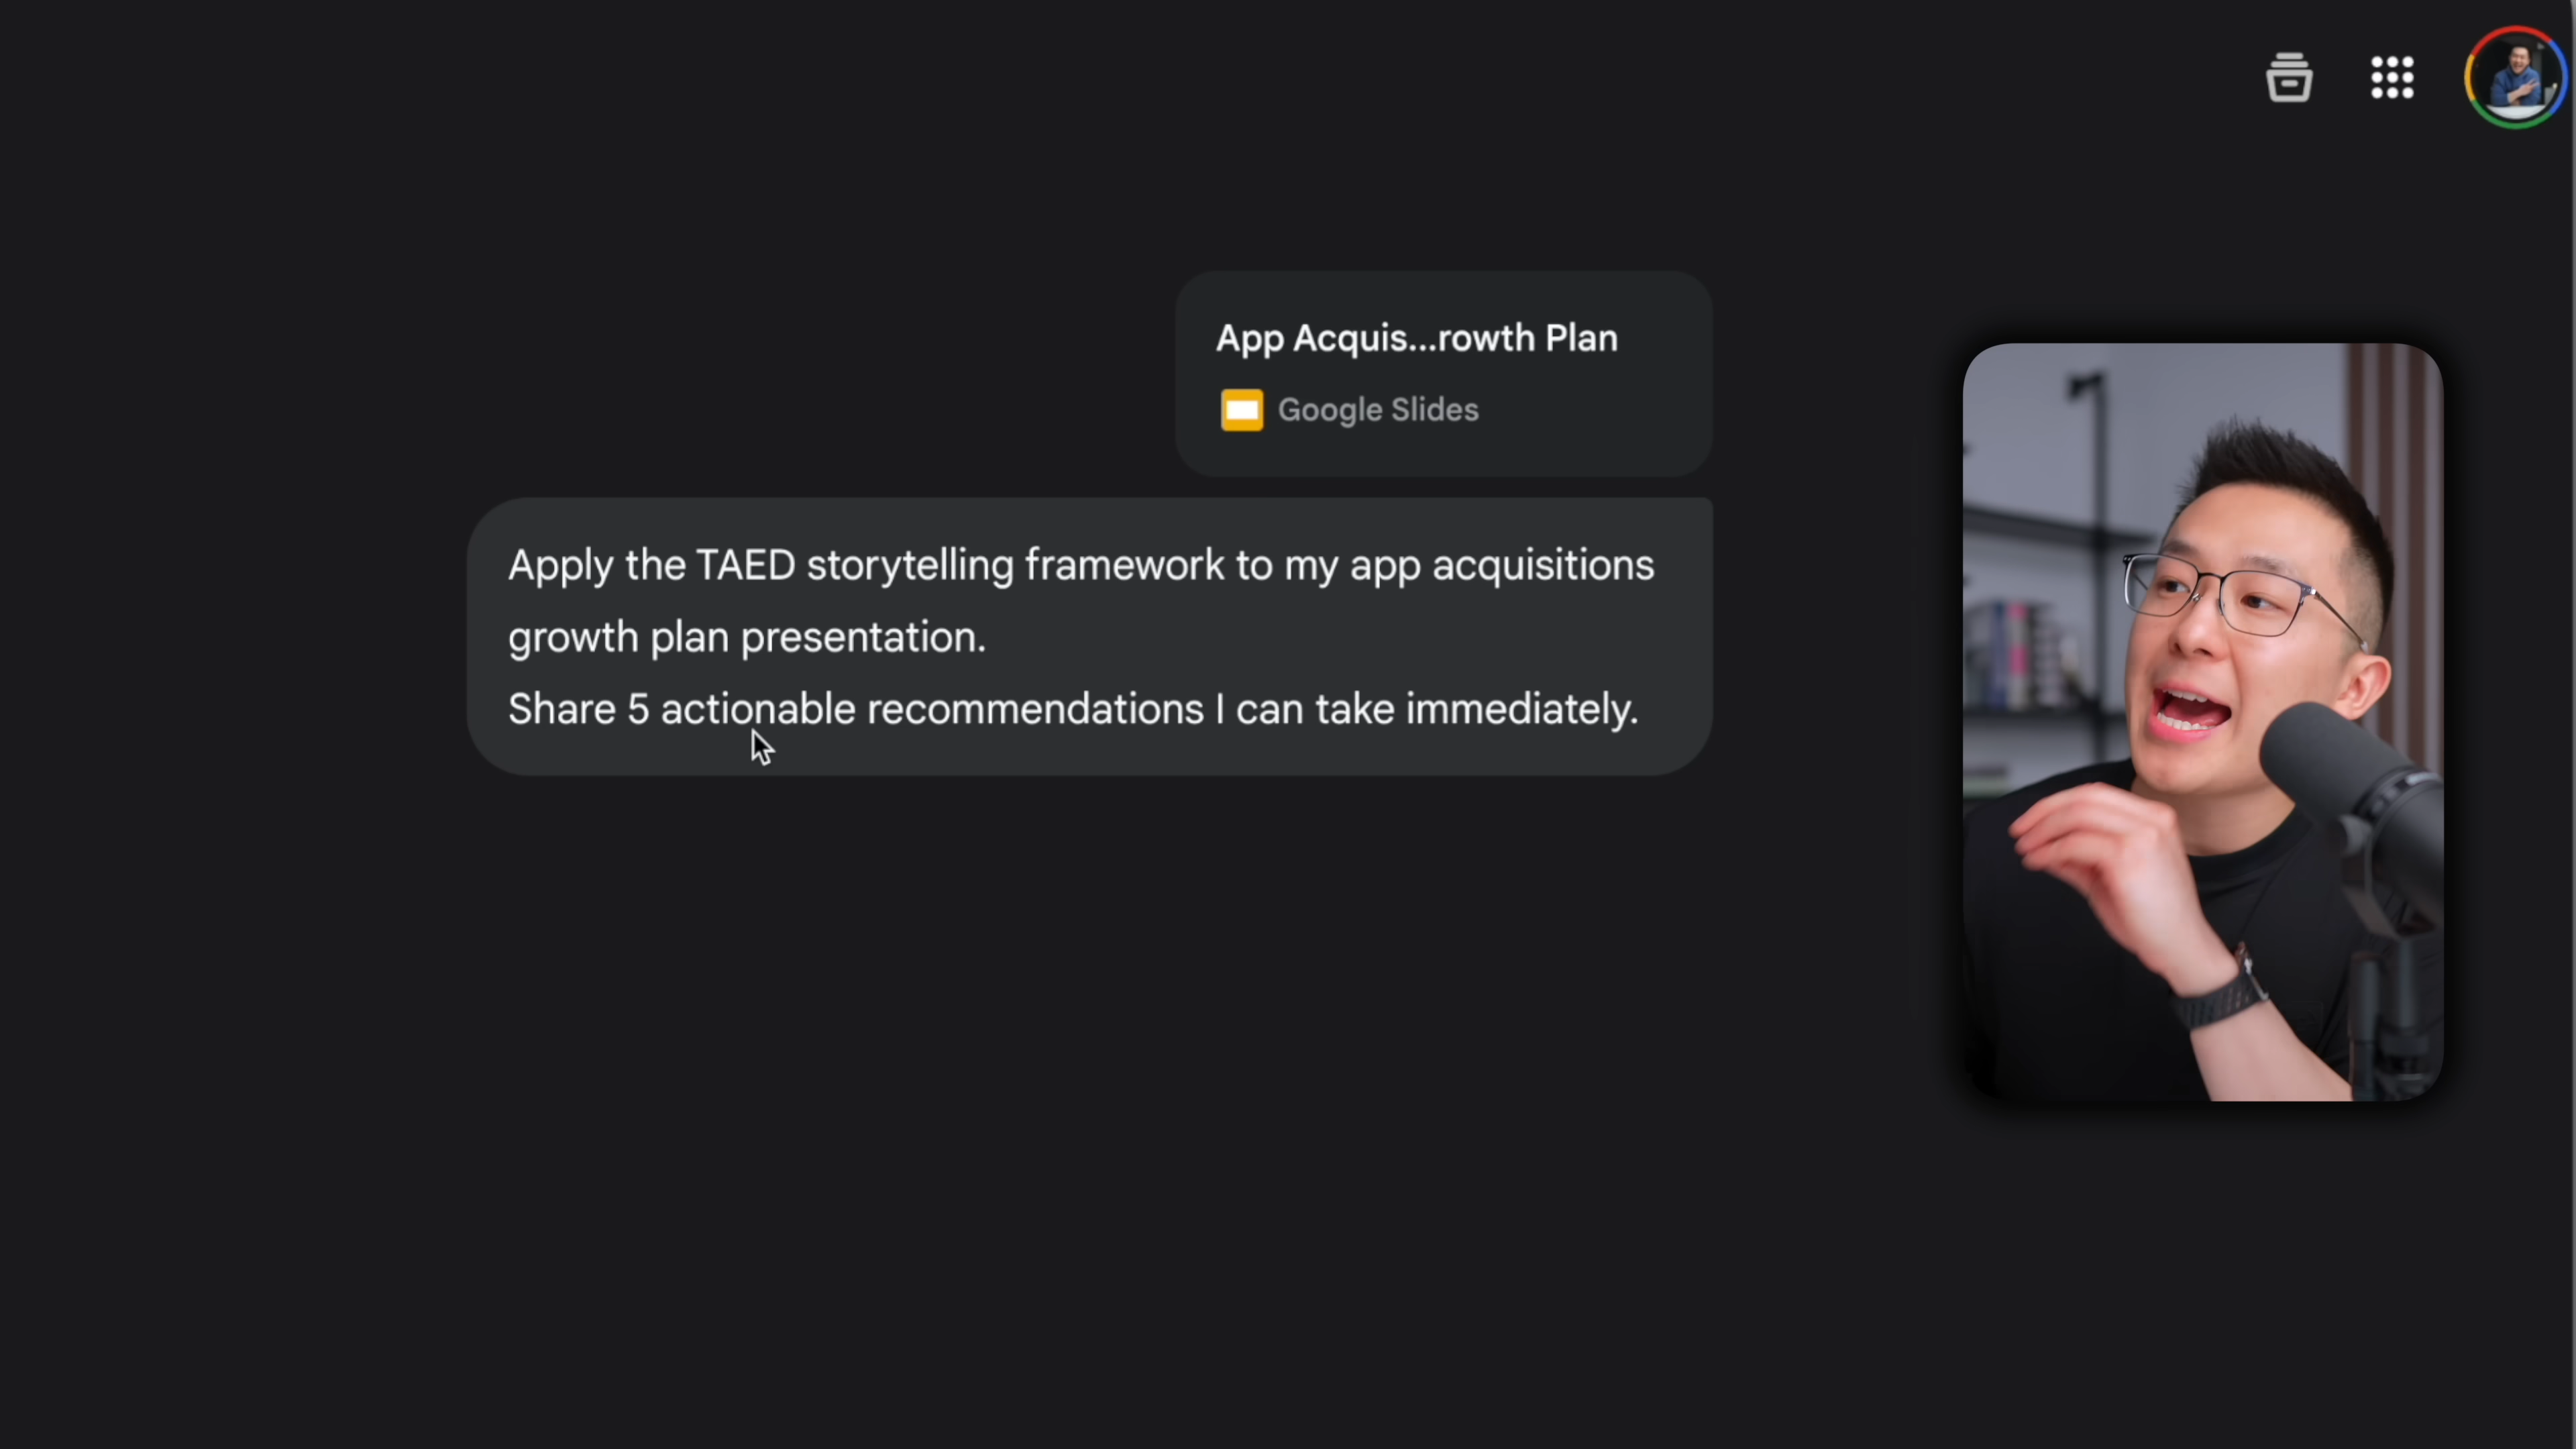 App Acquis...rowth Plan
Google Slides
Apply the TAED storytelling framework to my app acquisitions
growth plan presentation.
Share 5 actionable recommendations I can take immediately.